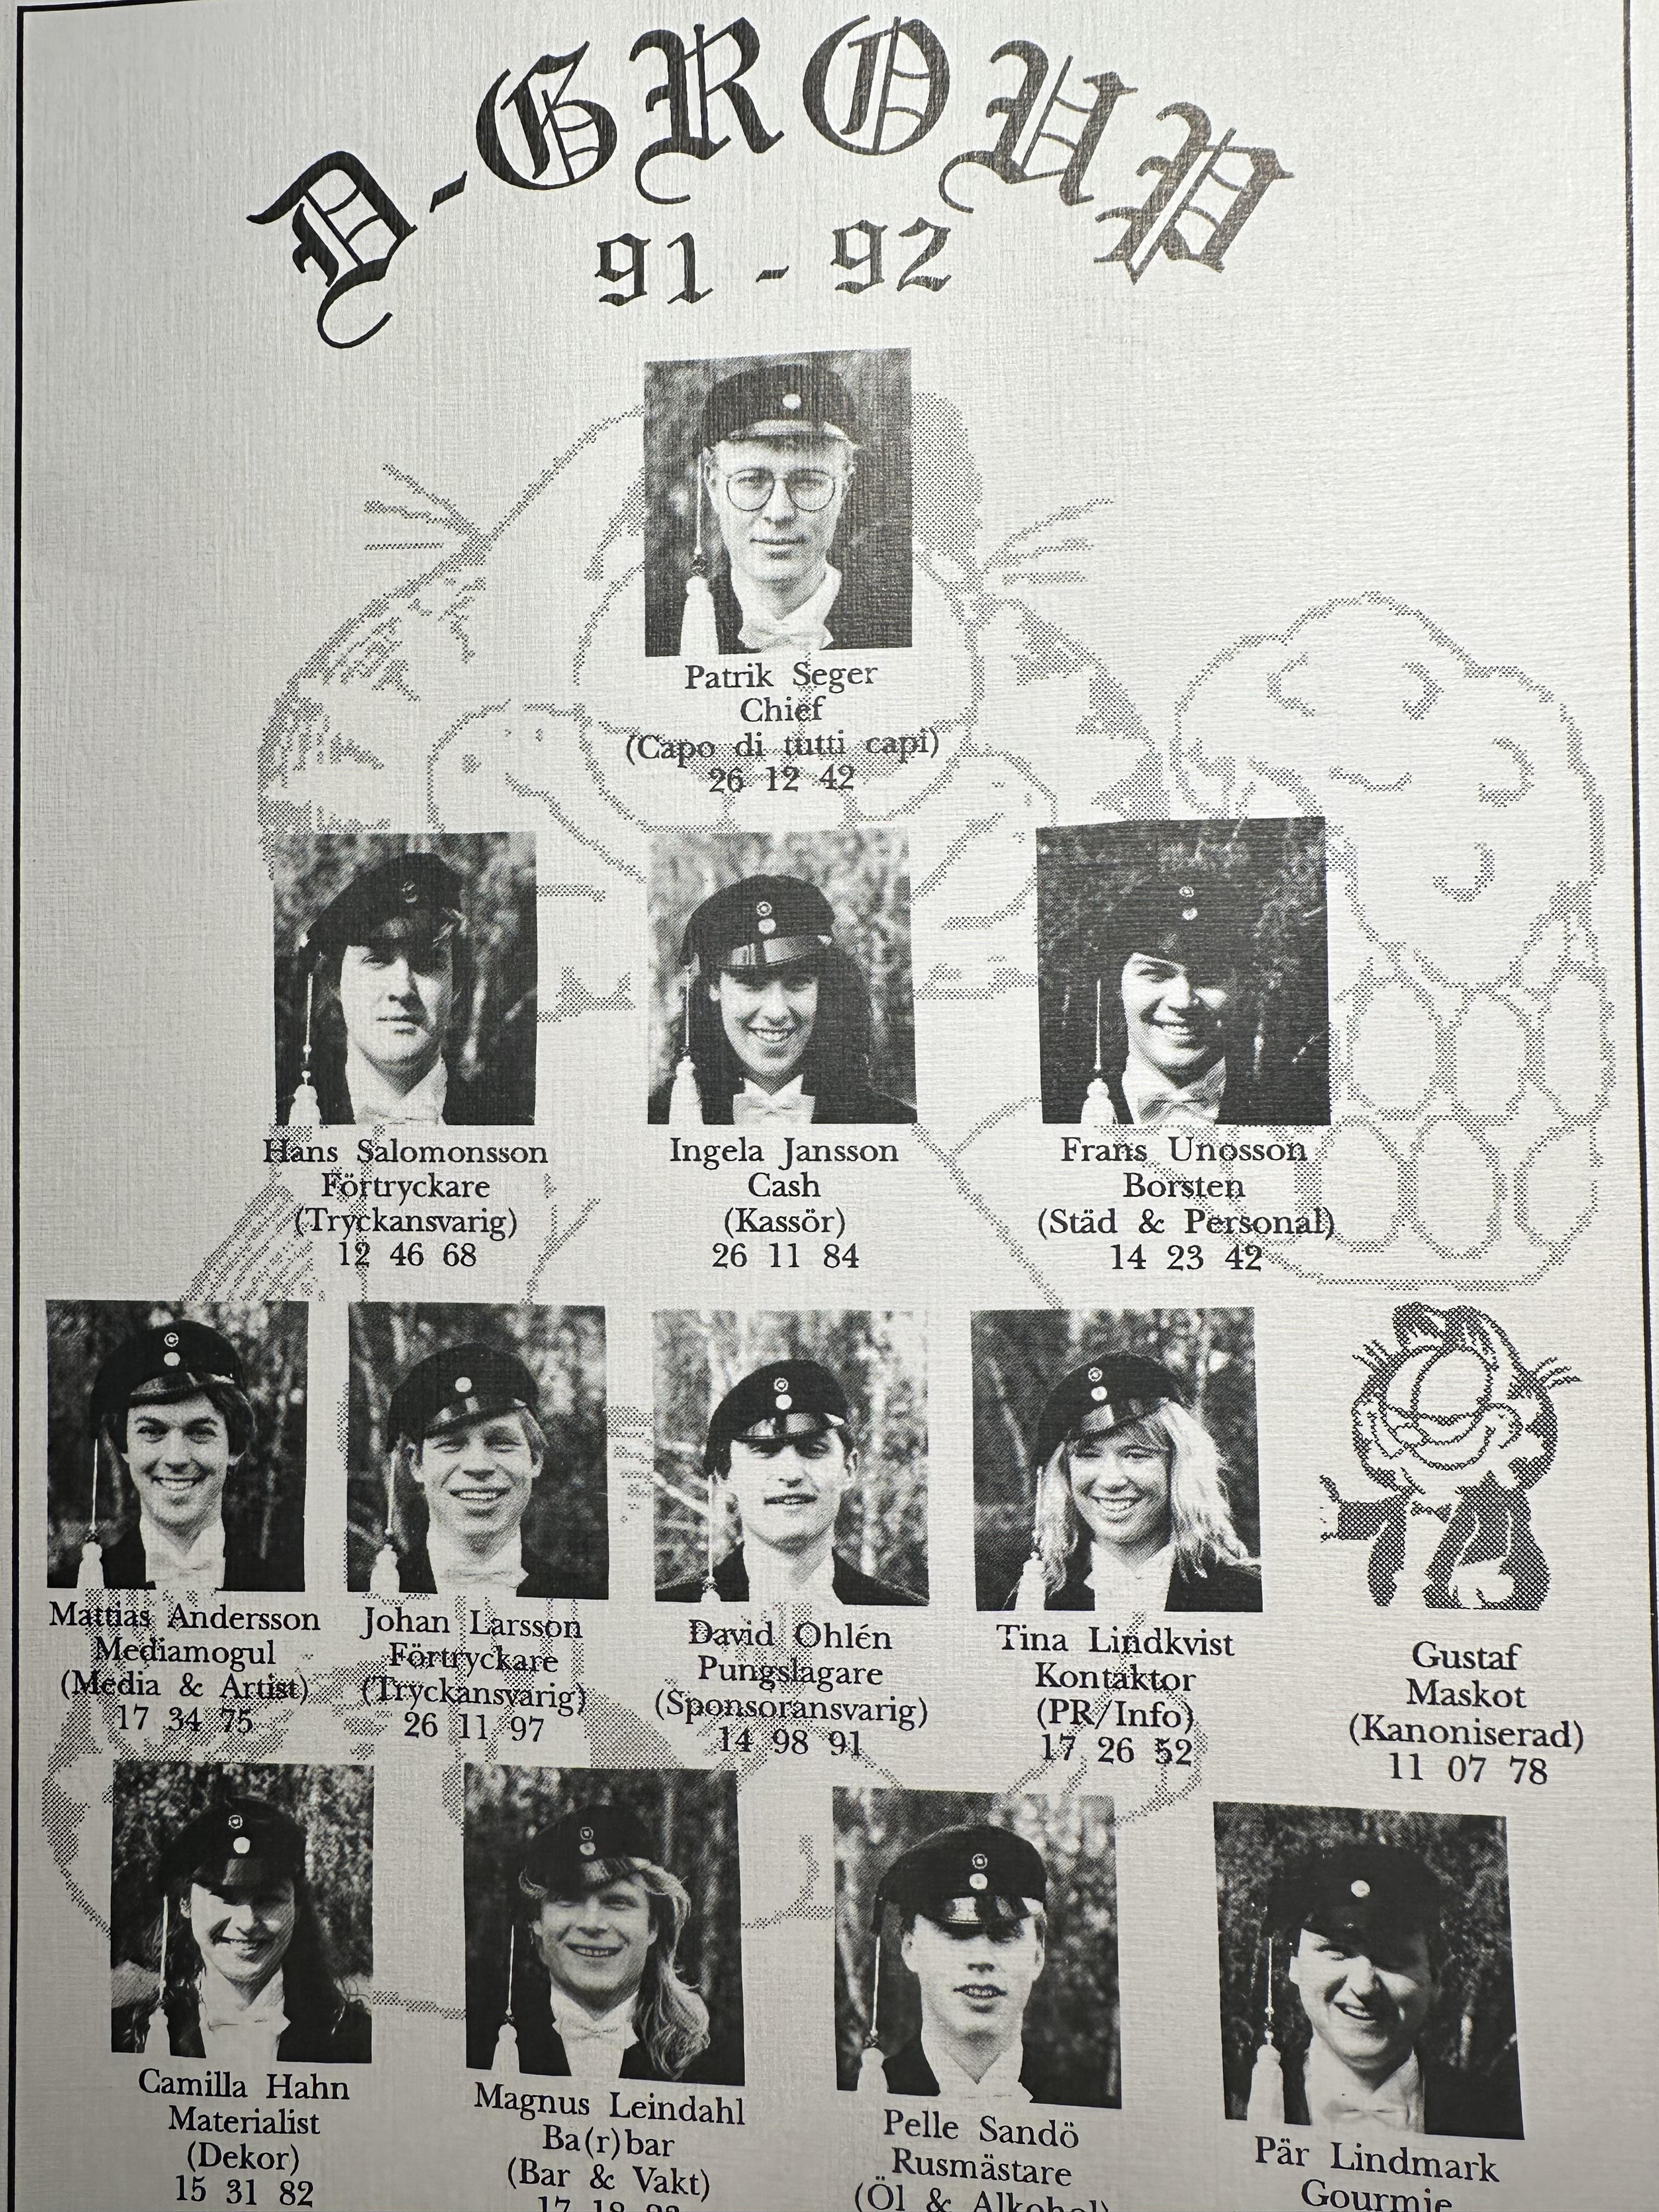 D-GROUP
91 - 92
Patrik Seger
Chief
(Capo di tutti capi)
26 12 42
Hans Salomonsson
Förtryckare
(Tryckansvarig)
12 46 68
Ingela Jansson
Cash
(Kassör)
26 11 84
Frans Unosson
Borsten
(Städ & Personal)
14 23 42
Mattias Andersson
Mediamogul
(Media & Artist)
17 34 75
Johan Larsson
Förtryckare
(Tryckansvarig)
26 11 97
David Ohlén
Pungslagare
(Sponsoransvarig)
14 98 91
Tina Lindkvist
Kontaktor
(PR/Info)
17 26 52
Gustaf
Maskot
(Kanoniserad)
11 07 78
Camilla Hahn
Materialist
(Dekor)
15 31 82
Magnus Leindahl
Ba(r)bar
(Bar & Vakt)
17 18
Pelle Sandö
Rusmästare
(Öl & Alkohol)
Pär Lindmark
Gourmie